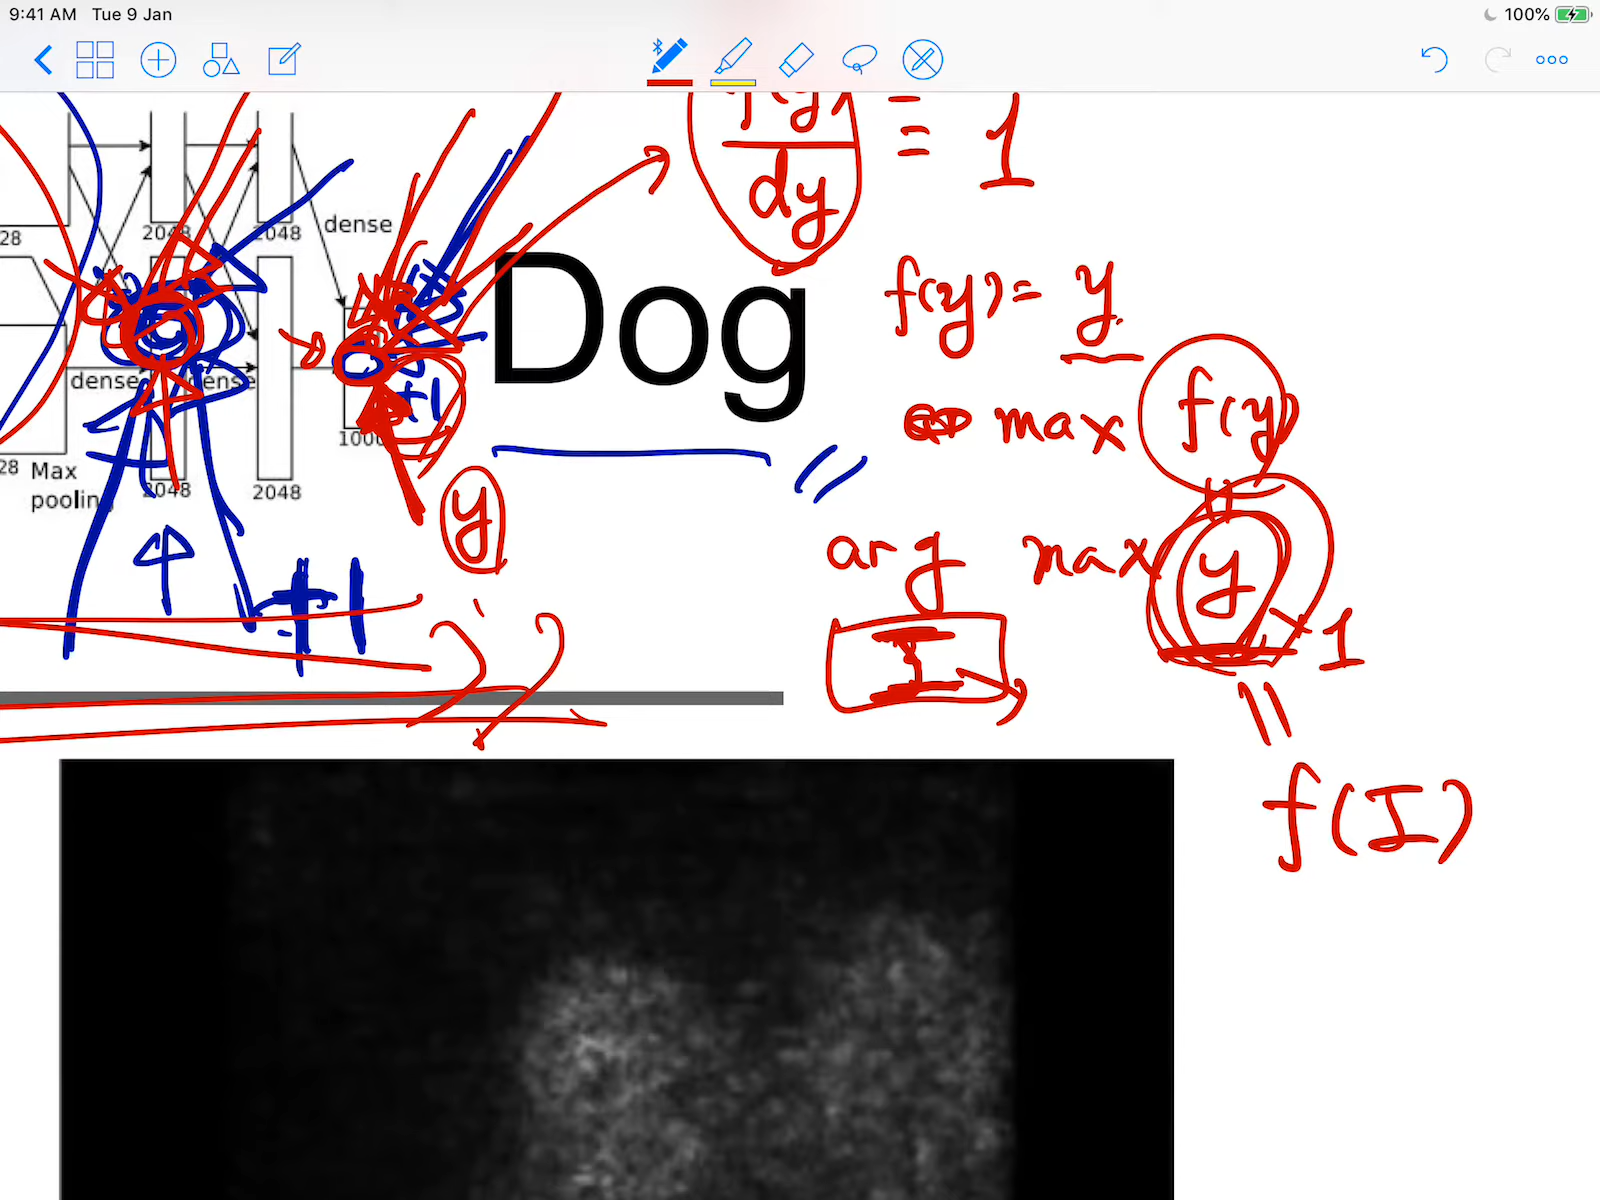 9:41 AM Tue 9 Jan
100%
f(y)
dy
= 1
28
2048
2048
dense
Dog
f(y) = y
dense
dense
+1
1000
max f(y)
28
Max
pooling
2048
2048
y
arg max y
I
x 1
+1
f(I)